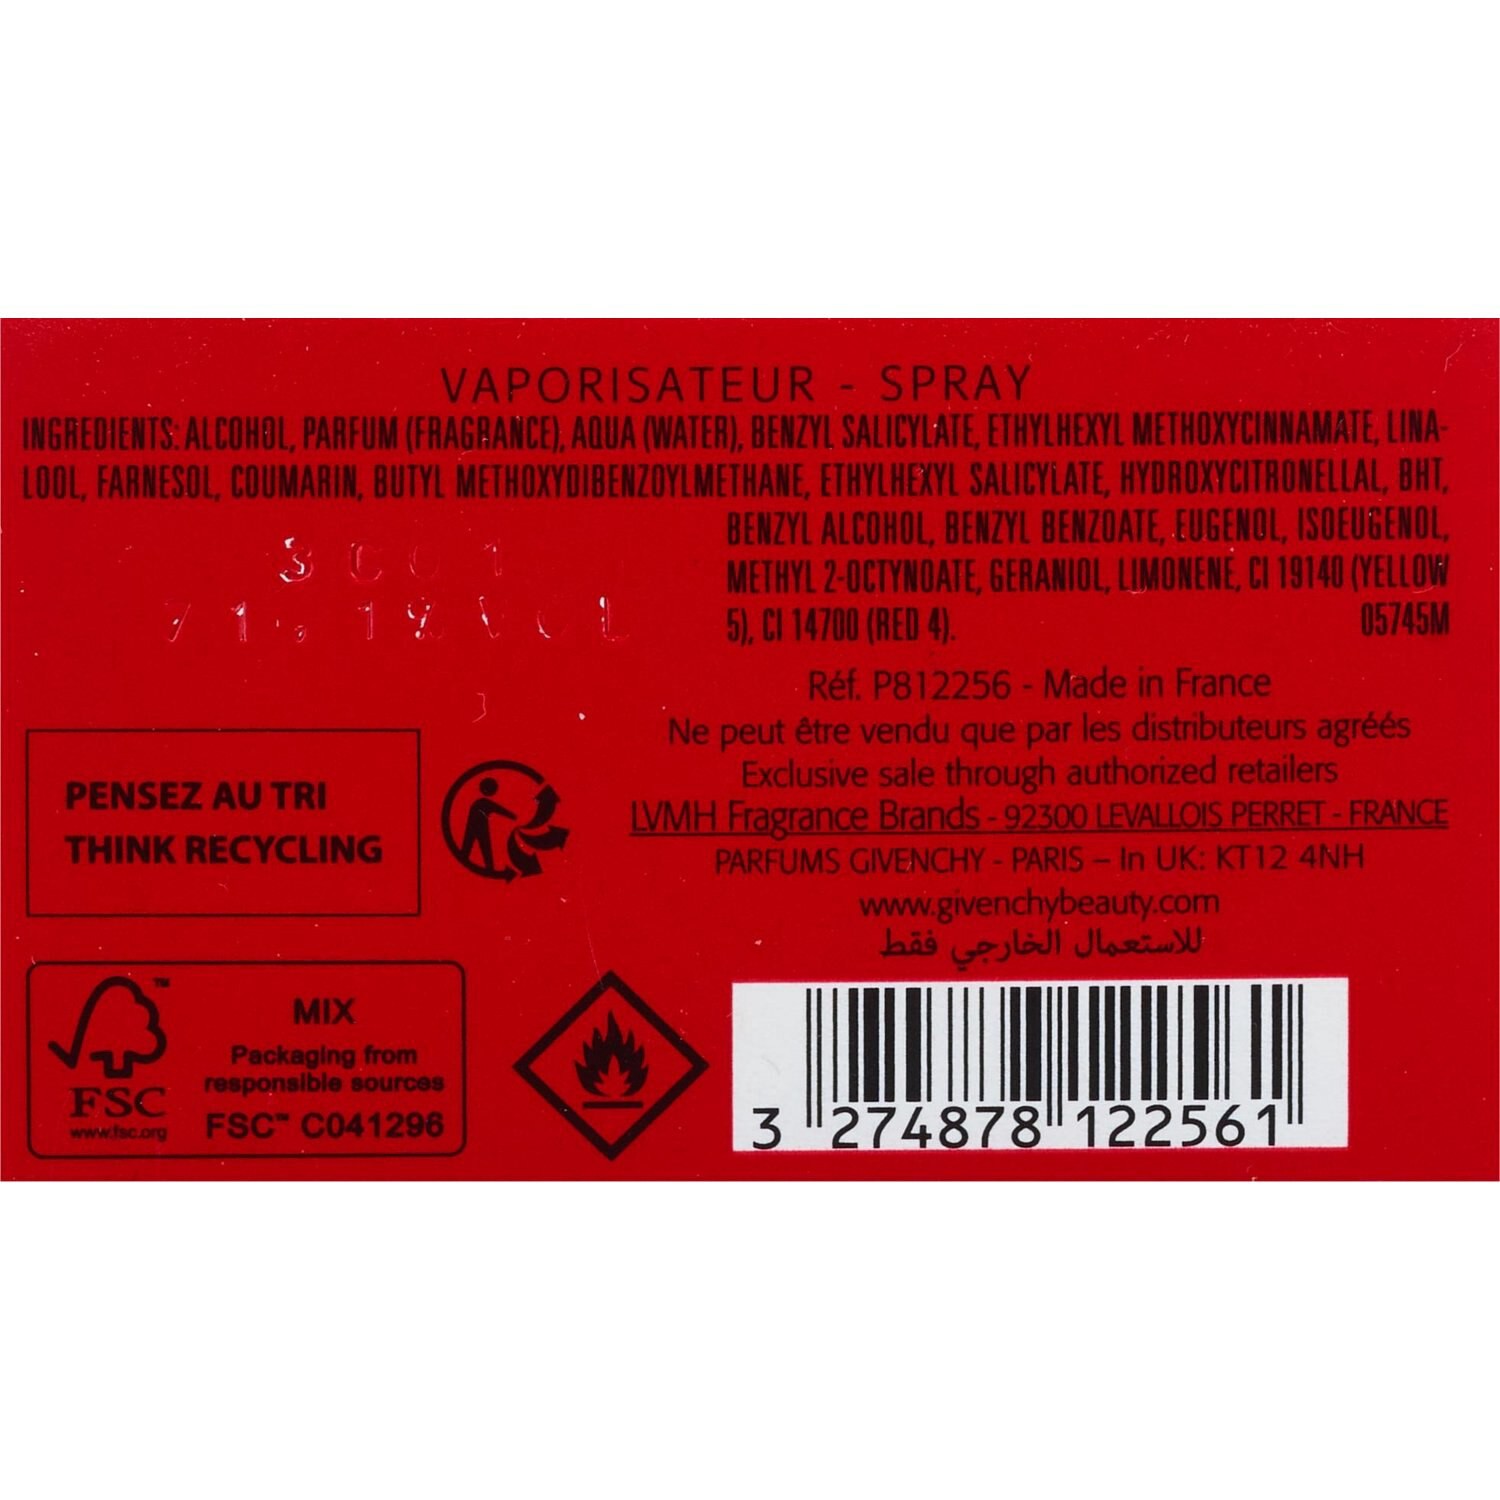 VAPORISATEUR - SPRAY
INGREDIENTS: ALCOHOL, PARFUM (FRAGRANCE), AQUA (WATER), BENZYL SALICYLATE, ETHYLHEXYL METHOXYCINNAMATE, LINA-
LOOL, FARNESOL, COUMARIN, BUTYL METHOXYDIBENZOYLMETHANE, ETHYLHEXYL SALICYLATE, HYDROXYCITRONELLAL, BHT,
BENZYL ALCOHOL, BENZYL BENZOATE, EUGENOL, ISOEUGENOL,
METHYL 2-OCTYNOATE, GERANIOL, LIMONENE, CI 19140 (YELLOW
5), CI 14700 (RED 4). 05745M
3C01
Réf. P812256 - Made in France
Ne peut être vendu que par les distributeurs agréés
Exclusive sale through authorized retailers
LVMH Fragrance Brands - 92300 LEVALLOIS PERRET - FRANCE
PARFUMS GIVENCHY - PARIS – In UK: KT12 4NH
www.givenchybeauty.com
للاستعمال الخارجي فقط
PENSEZ AU TRI
THINK RECYCLING
MIX
Packaging from
responsible sources
FSC™ C041296
™
FSC
www.fsc.org
3 274878 122561